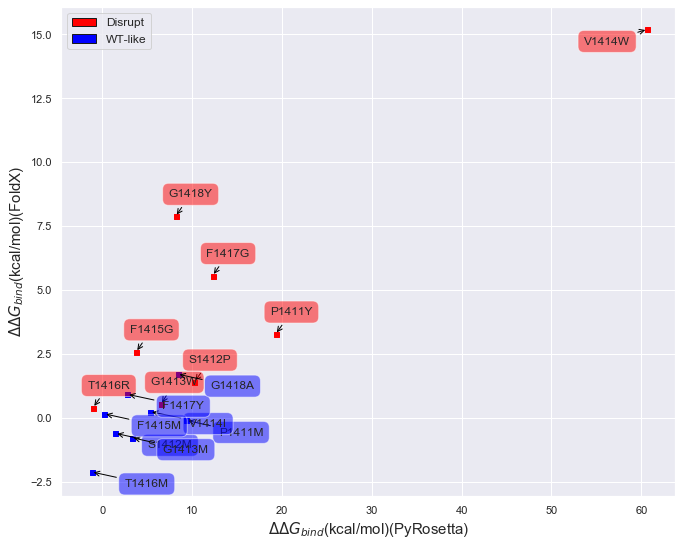 Disrupt
WT-like
15.0
12.5
10.0
7.5
5.0
2.5
0.0
−2.5
ΔΔG_bind(kcal/mol)(FoldX)
V1414W
G1418Y
F1417G
P1411Y
F1415G
S1412P
T1416R
G1413W
G1418A
F1417Y
F1415M
V1414I
P1411M
S1412M
G1413M
T1416M
0
10
20
30
40
50
60
ΔΔG_bind(kcal/mol)(PyRosetta)